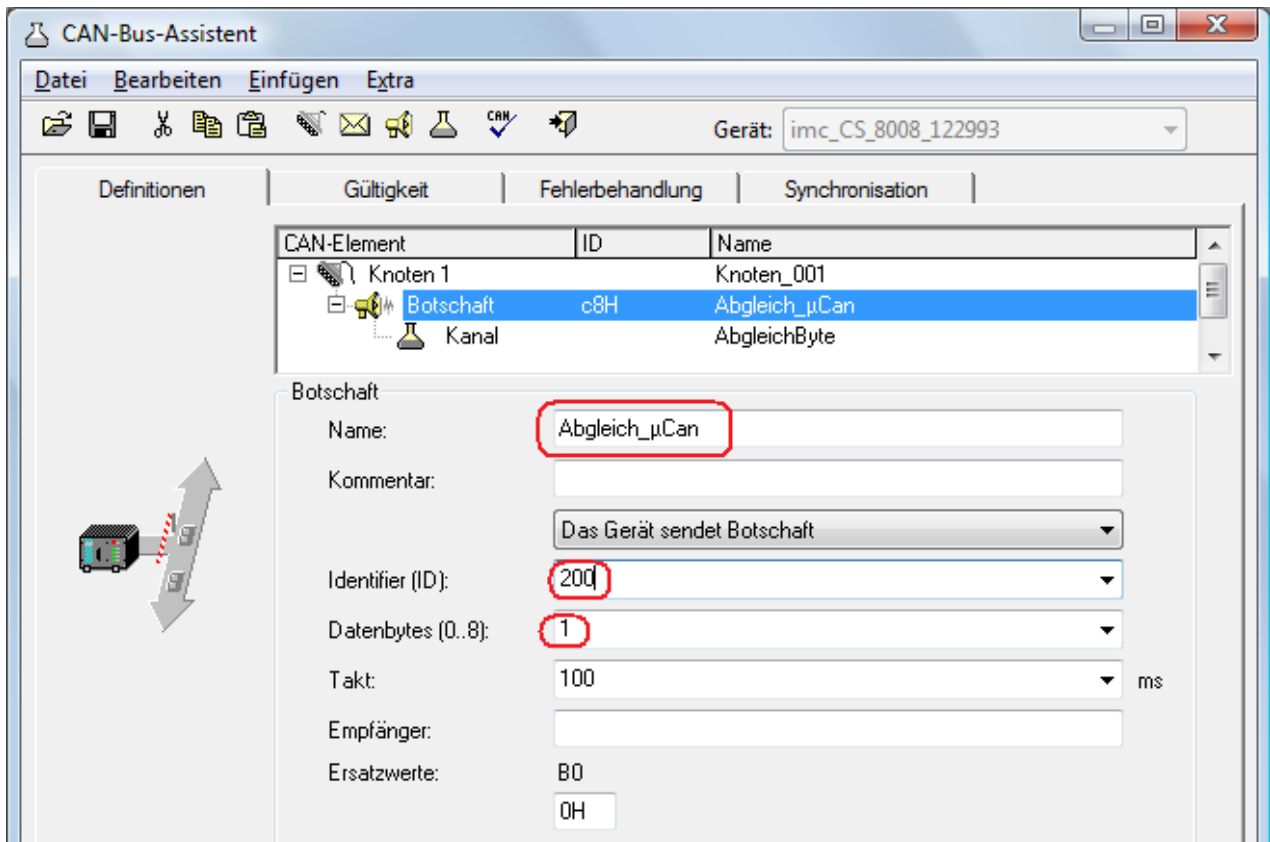 CAN-Bus-Assistent
Datei Bearbeiten Einfügen Extra
CAN Gerät: imc_CS_8008_122993
Definitionen Gültigkeit Fehlerbehandlung Synchronisation
CAN-Element ID Name
Knoten 1 Knoten_001
Botschaft c8H Abgleich_µCan
Kanal AbgleichByte
Botschaft
Name: Abgleich_µCan
Kommentar:
Das Gerät sendet Botschaft
Identifier (ID): 200
Datenbytes (0..8): 1
Takt: 100 ms
Empfänger:
Ersatzwerte: B0
0H